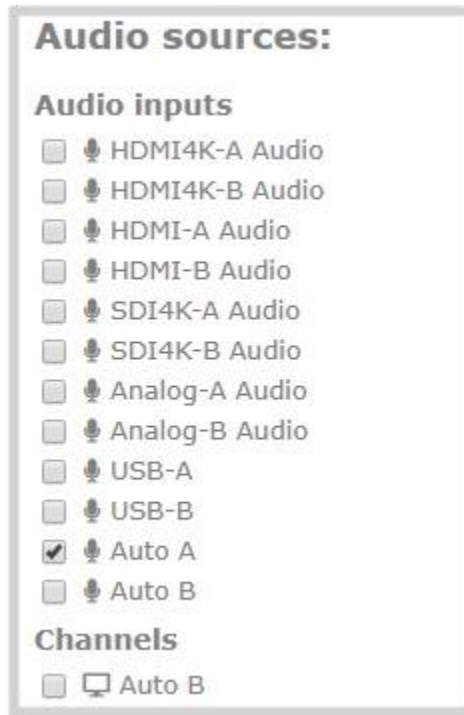 Audio sources:
Audio inputs
HDMI4K-A Audio
HDMI4K-B Audio
HDMI-A Audio
HDMI-B Audio
SDI4K-A Audio
SDI4K-B Audio
Analog-A Audio
Analog-B Audio
USB-A
USB-B
Auto A
Auto B
Channels
Auto B